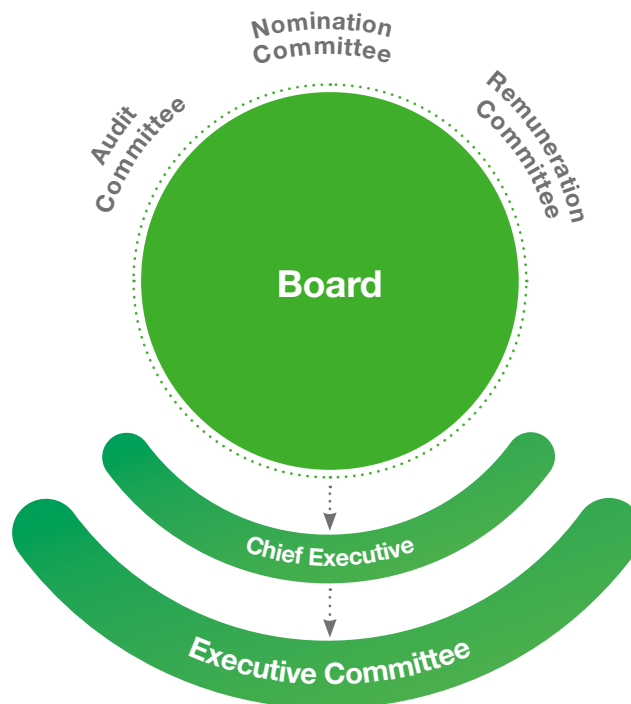 Nomination
Committee
Audit
Committee
Remuneration
Committee
Board
Chief Executive
Executive Committee